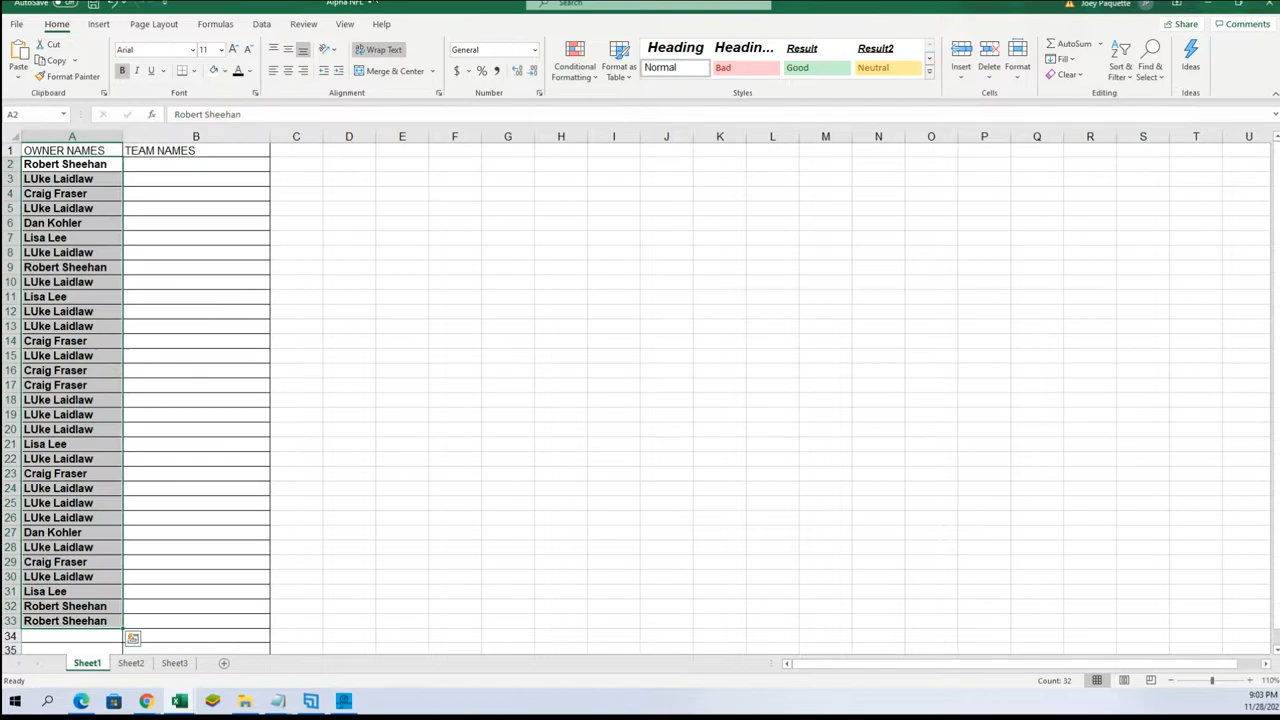 AutoSave Off Alpha NFL Search Joey Paquette JP
File Home Insert Page Layout Formulas Data Review View Help Share Comments
Paste Cut Copy Format Painter Clipboard
Arial 11 A A B I U A Font
Wrap Text Merge & Center Alignment
General $ % , Number
Conditional Formatting Format as Table
Heading Headin... Result Result2
Normal Bad Good Neutral
Styles
Insert Delete Format Cells
AutoSum Fill Clear Sort & Filter Find & Select Editing
Ideas Ideas
A2 fx Robert Sheehan
A B C D E F G H I J K L M N O P Q R S T U
1 OWNER NAMES TEAM NAMES
2 Robert Sheehan
3 LUke Laidlaw
4 Craig Fraser
5 LUke Laidlaw
6 Dan Kohler
7 Lisa Lee
8 LUke Laidlaw
9 Robert Sheehan
10 LUke Laidlaw
11 Lisa Lee
12 LUke Laidlaw
13 LUke Laidlaw
14 Craig Fraser
15 LUke Laidlaw
16 Craig Fraser
17 Craig Fraser
18 LUke Laidlaw
19 LUke Laidlaw
20 LUke Laidlaw
21 Lisa Lee
22 LUke Laidlaw
23 Craig Fraser
24 LUke Laidlaw
25 LUke Laidlaw
26 LUke Laidlaw
27 Dan Kohler
28 LUke Laidlaw
29 Craig Fraser
30 LUke Laidlaw
31 Lisa Lee
32 Robert Sheehan
33 Robert Sheehan
34
35
Sheet1 Sheet2 Sheet3
Ready Count: 32 110%
9:03 PM
11/28/202